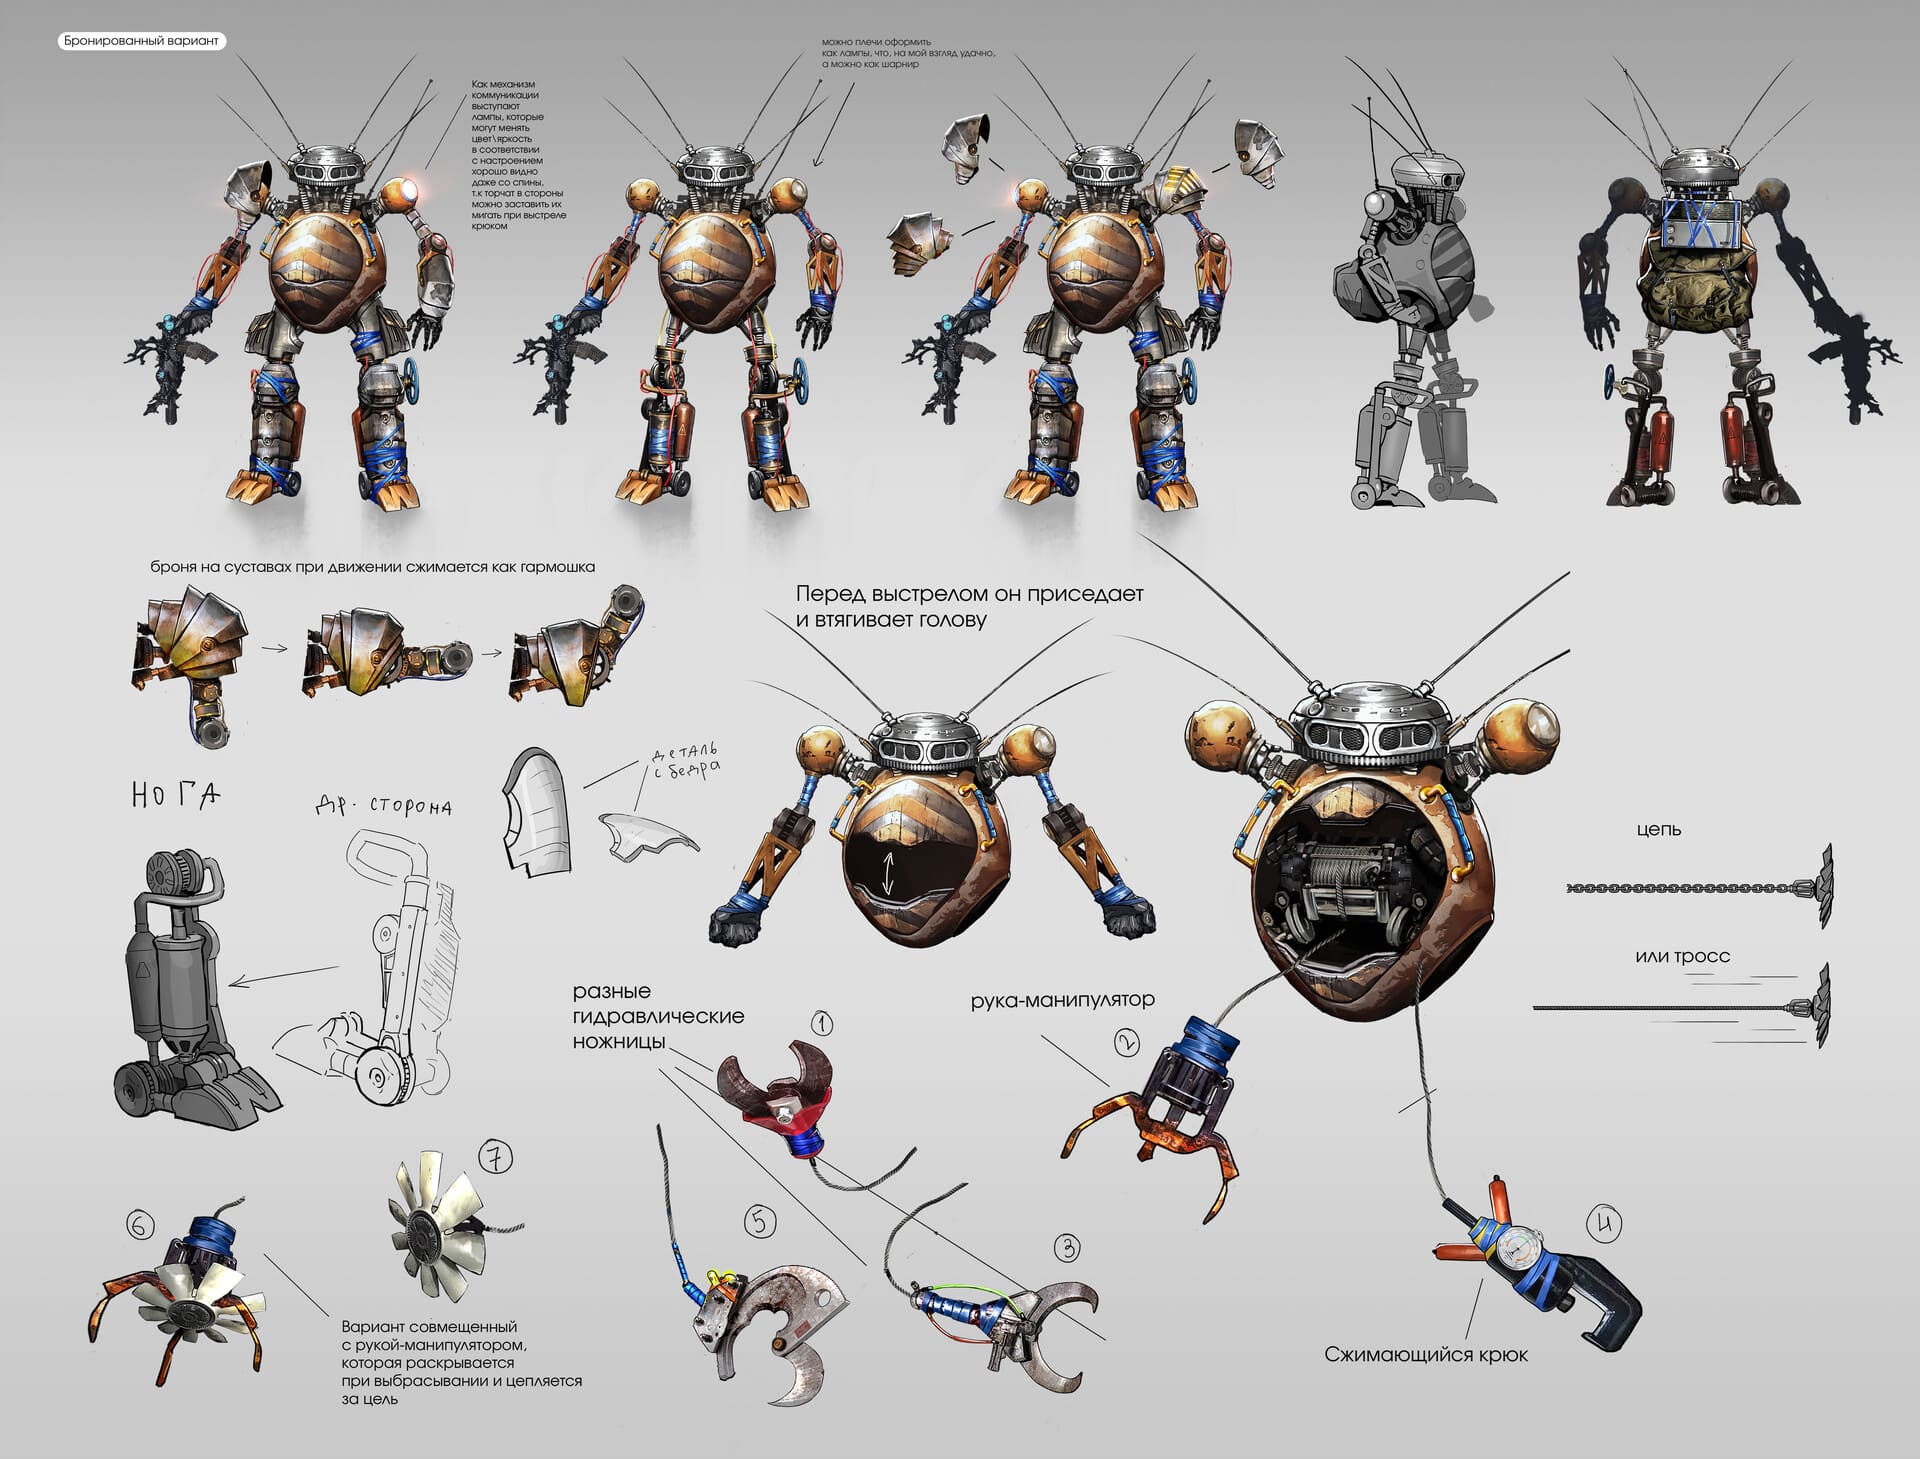 Бронированный вариант
Как механизм
коммуникации
выступают
лампы, которые
могут менять
цвет\яркость
в соответствии
с настроением
хорошо видно
даже со спины,
т.к торчат в стороны
можно заставить их
мигать при выстреле
крюком
можно плечи оформить
как лампы, что, на мой взгляд удачно,
а можно как шарнир
броня на суставах при движении сжимается как гармошка
Перед выстрелом он приседает
и втягивает голову
НОГА
др. сторона
деталь
с бедра
цепь
или тросс
разные
гидравлические
ножницы
рука-манипулятор
1
2
3
4
5
6
7
Вариант совмещенный
с рукой-манипулятором,
которая раскрывается
при выбрасывании и цепляется
за цель
Сжимающийся крюк